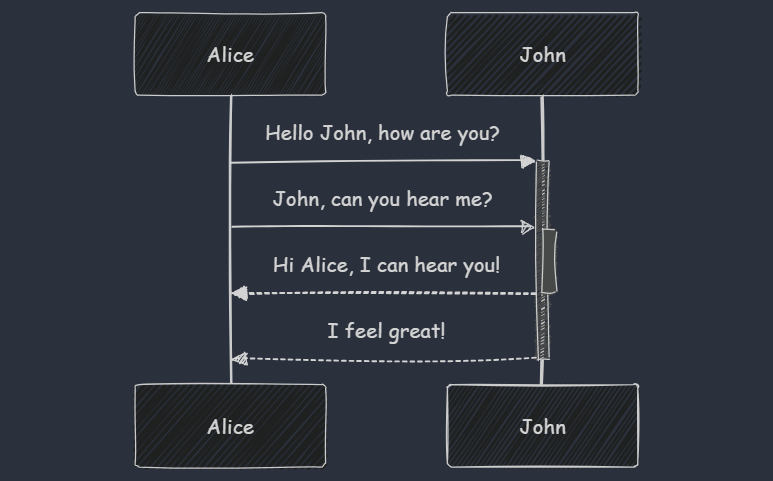 Alice
John
Hello John, how are you?
John, can you hear me?
Hi Alice, I can hear you!
I feel great!
Alice
John